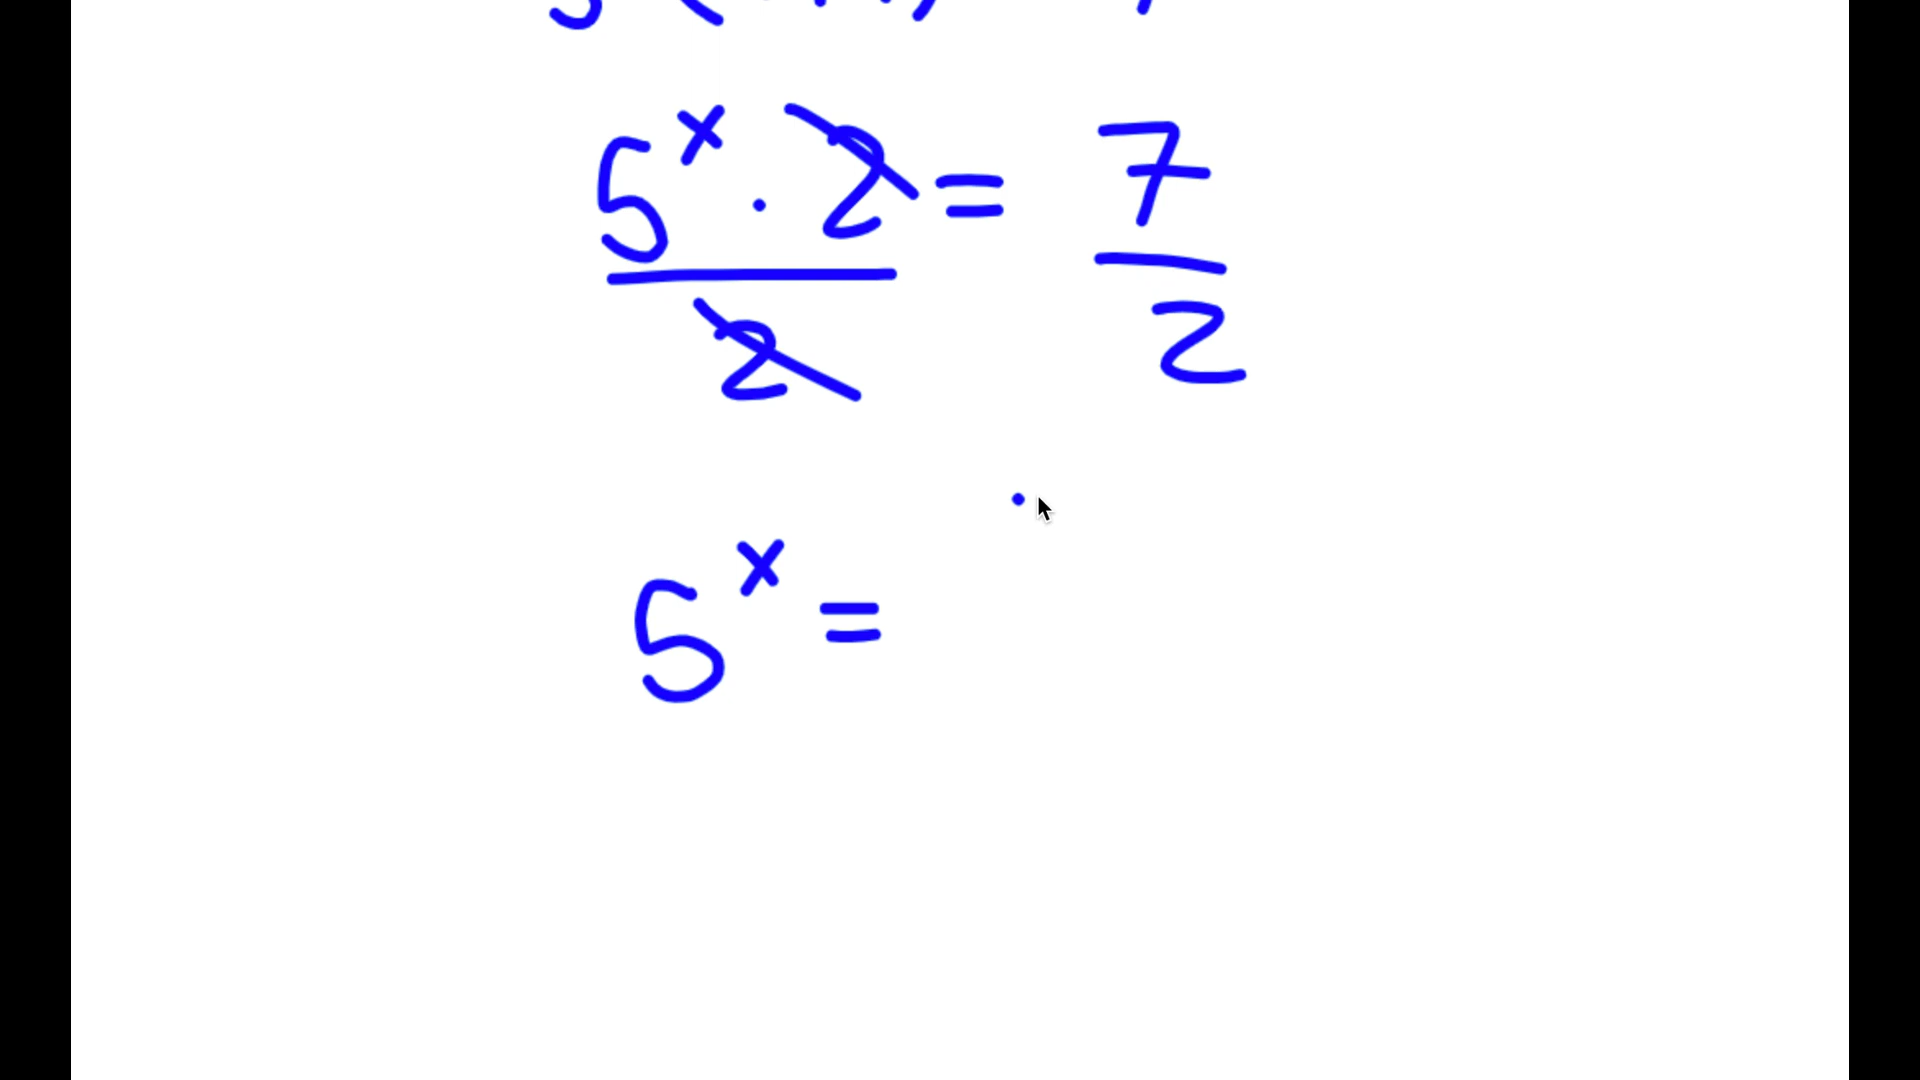 5^x · 2 = 7
2 2
5^x =